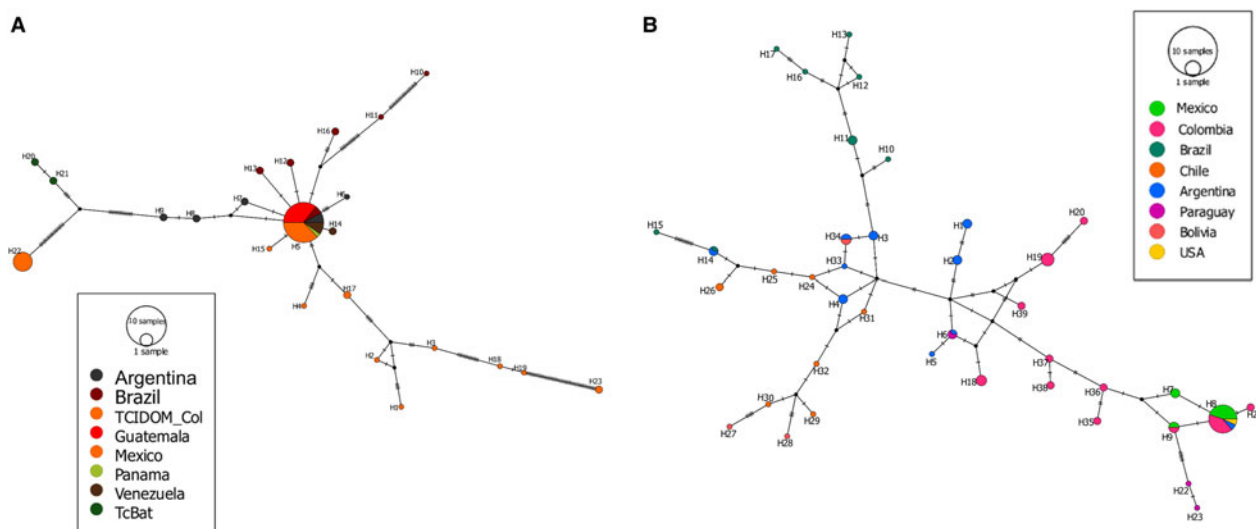 A
H10
H11
H16
H12
H13
H20
H21
H6
H9
H8
H14
H5
H15
H22
H4
H17
H2
H18
H19
H23
10 samples
1 sample
Argentina
Brazil
TCIDOM_Col
Guatemala
Mexico
Panama
Venezuela
TcBat
B
H13
H17
H16
H12
H11
H10
H15
H14
H34
H3
H33
H25
H24
H26
H4
H31
H32
H30
H29
H27
H28
H1
H2
H20
H19
H39
H6
H5
H18
H37
H38
H36
H35
H7
H8
H9
H22
H23
10 samples
1 sample
Mexico
Colombia
Brazil
Chile
Argentina
Paraguay
Bolivia
USA